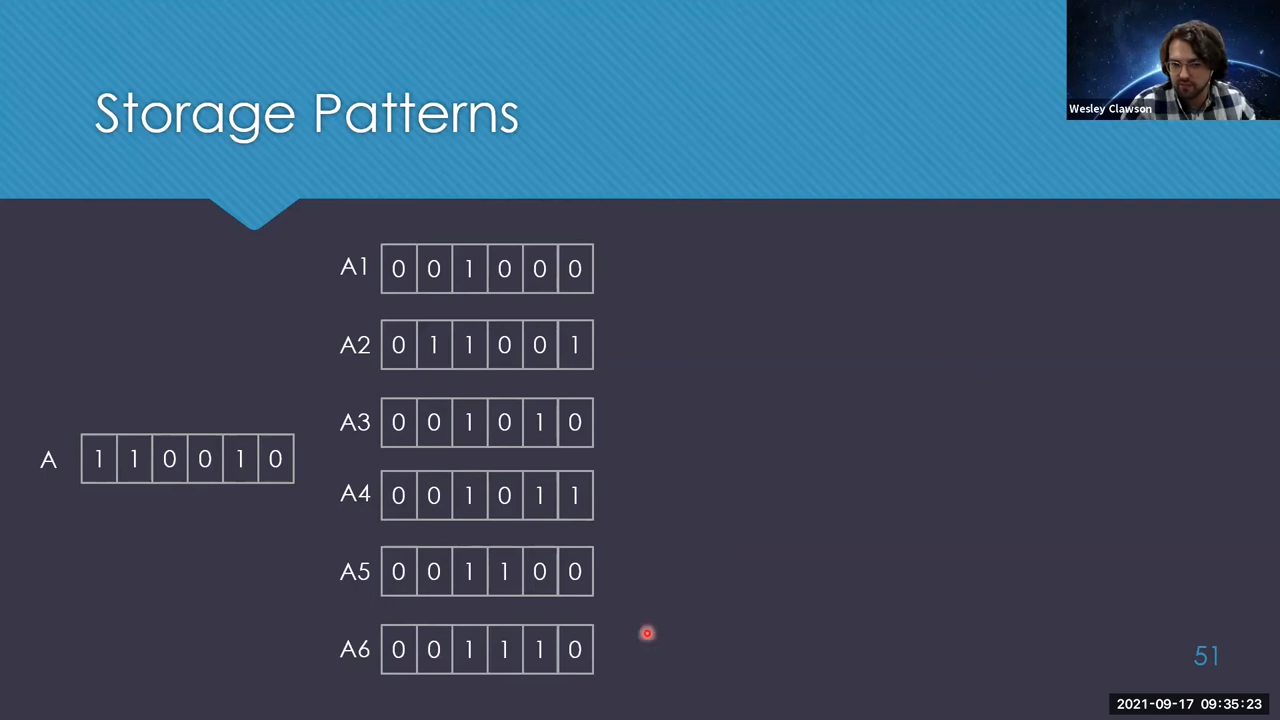 Wesley Clawson
Storage Patterns
A1 0 0 1 0 0 0
A2 0 1 1 0 0 1
A3 0 0 1 0 1 0
A 1 1 0 0 1 0
A4 0 0 1 0 1 1
A5 0 0 1 1 0 0
A6 0 0 1 1 1 0
51
2021-09-17 09:35:23